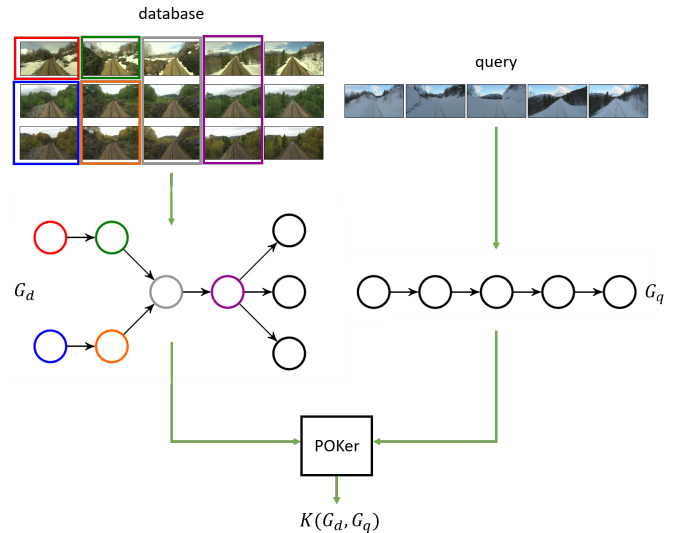 database
query
G_d
G_q
POKer
K(G_d, G_q)